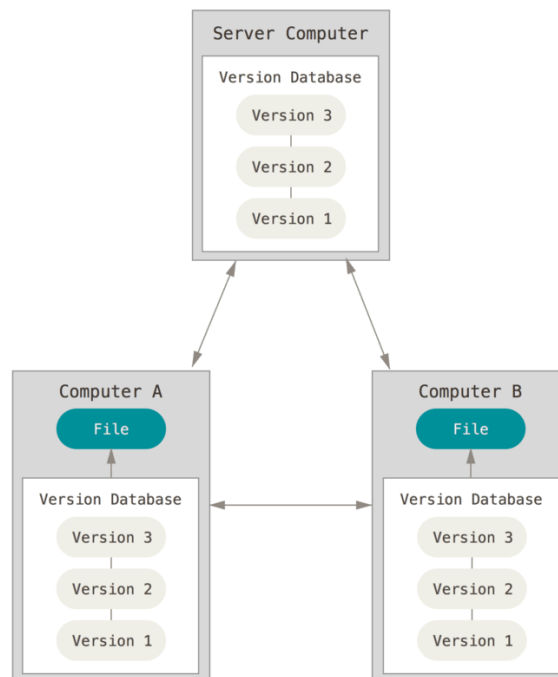 Server Computer
Version Database
Version 3
Version 2
Version 1
Computer A
File
Version Database
Version 3
Version 2
Version 1
Computer B
File
Version Database
Version 3
Version 2
Version 1